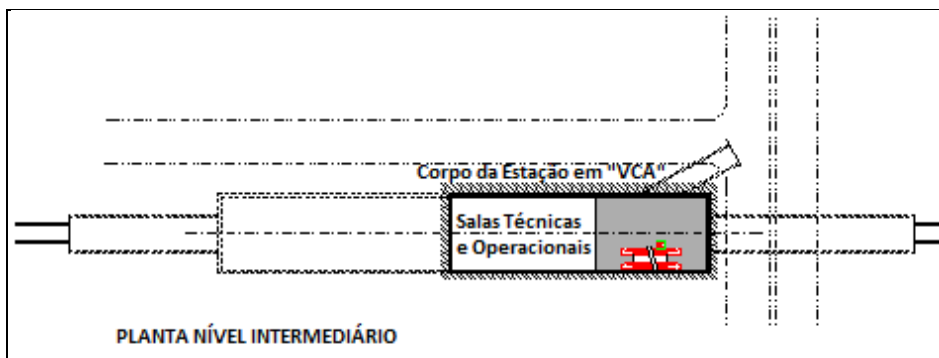 Corpo da Estação em "VCA"
Salas Técnicas
e Operacionais
PLANTA NÍVEL INTERMEDIÁRIO